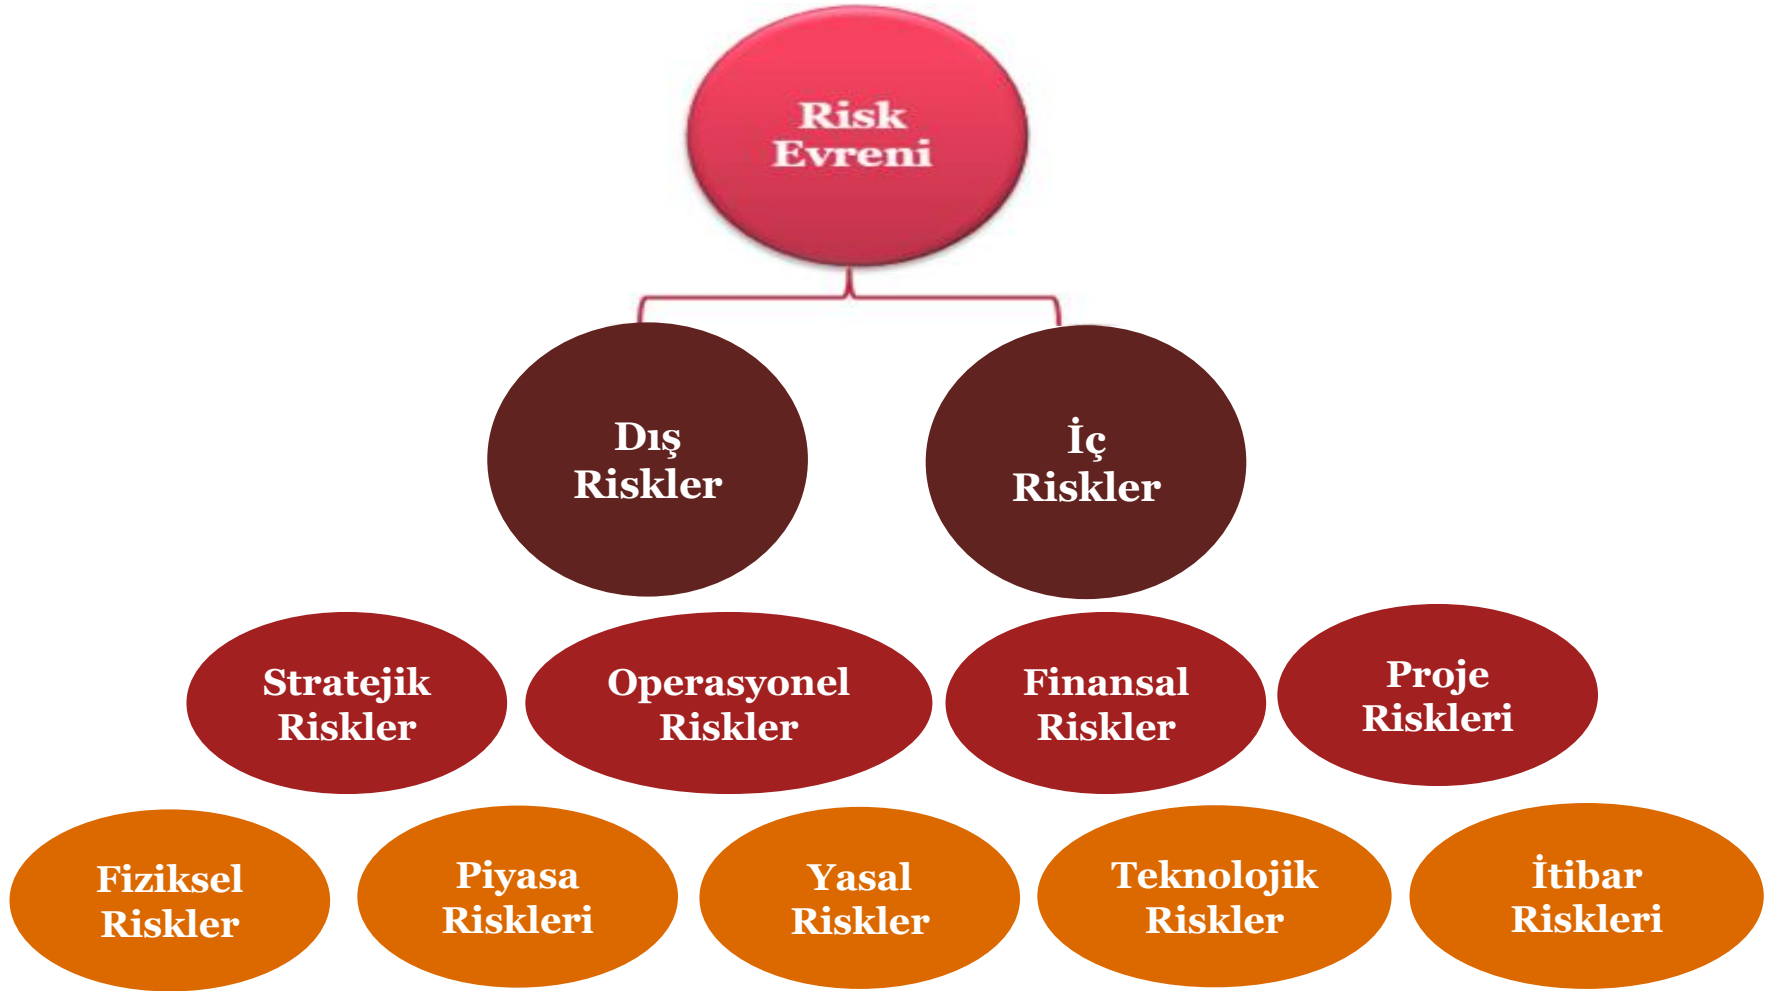 Risk
Evreni
Dış
Riskler
İç
Riskler
Stratejik
Riskler
Operasyonel
Riskler
Finansal
Riskler
Proje
Riskleri
Fiziksel
Riskler
Piyasa
Riskleri
Yasal
Riskler
Teknolojik
Riskler
İtibar
Riskleri